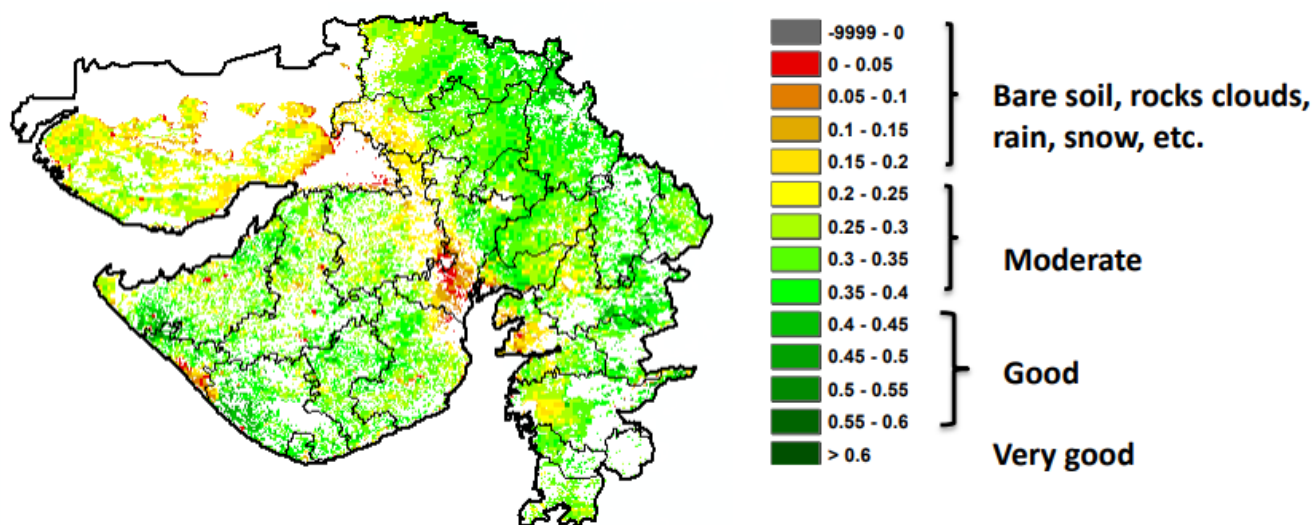 -9999 - 0
0 - 0.05
0.05 - 0.1
0.1 - 0.15
0.15 - 0.2
Bare soil, rocks clouds,
rain, snow, etc.
0.2 - 0.25
0.25 - 0.3
0.3 - 0.35
0.35 - 0.4
Moderate
0.4 - 0.45
0.45 - 0.5
0.5 - 0.55
0.55 - 0.6
Good
> 0.6
Very good